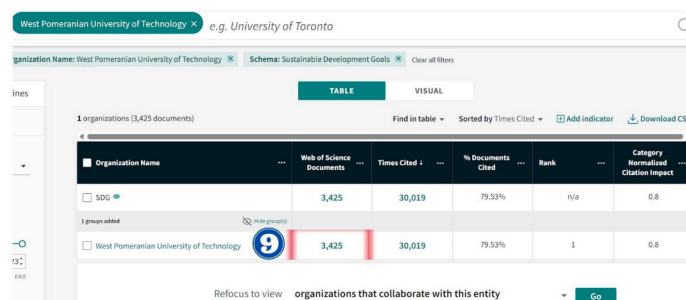 West Pomeranian University of Technology × e.g. University of Toronto
rganization Name: West Pomeranian University of Technology × Schema: Sustainable Development Goals × Clear all filters
ines
TABLE VISUAL
1 organizations (3,425 documents) Find in table Sorted by Times Cited Add indicator Download CS
Organization Name ... Web of Science Documents ... Times Cited ... % Documents Cited ... Rank ... Category Normalized Citation Impact ...
SDG 3,425 30,019 79.53% n/a 0.8
1 groups added Hide group(s)
West Pomeranian University of Technology 9 3,425 30,019 79.53% 1 0.8
23
END
Refocus to view organizations that collaborate with this entity Go